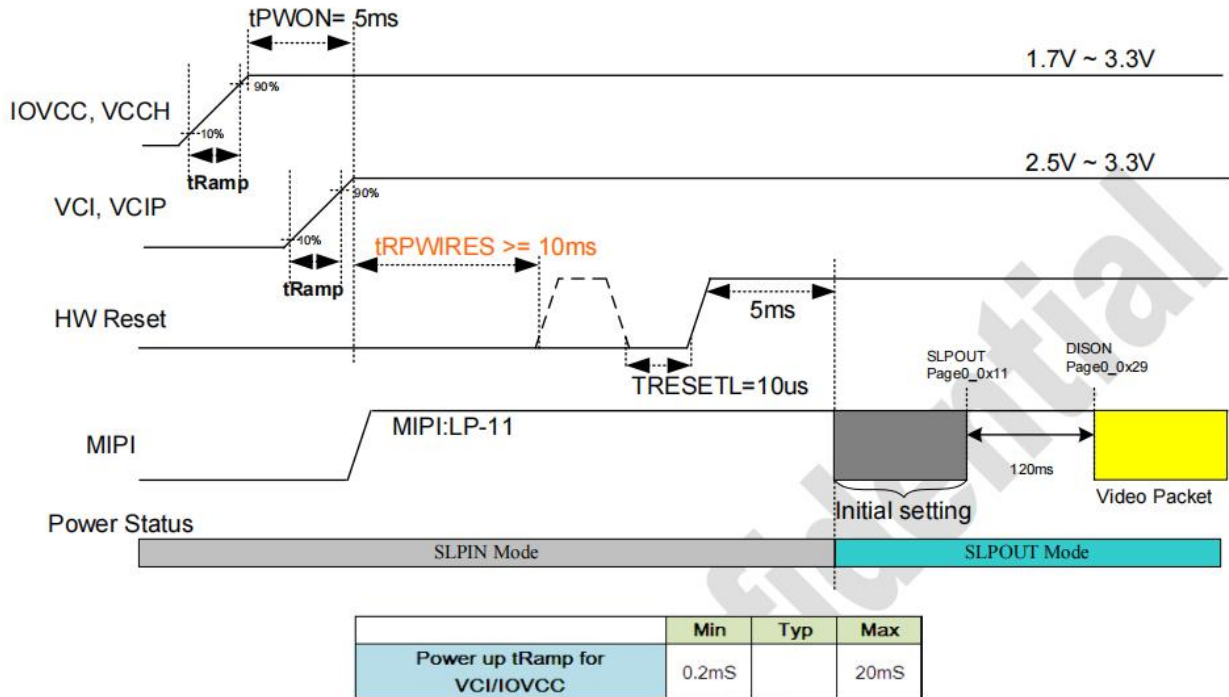 tPWON= 5ms
1.7V ~ 3.3V
90%
IOVCC, VCCH
10%
tRamp
2.5V ~ 3.3V
90%
VCI, VCIP
10%
tRPWIRES >= 10ms
tRamp
HW Reset
5ms
SLPOUT
Page0_0x11
DISON
Page0_0x29
TRESETL=10us
MIPI:LP-11
MIPI
120ms
Initial setting
Video Packet
Power Status
SLPIN Mode
SLPOUT Mode
fidential
Min Typ Max
Power up tRamp for
VCI/IOVCC
0.2mS 20mS